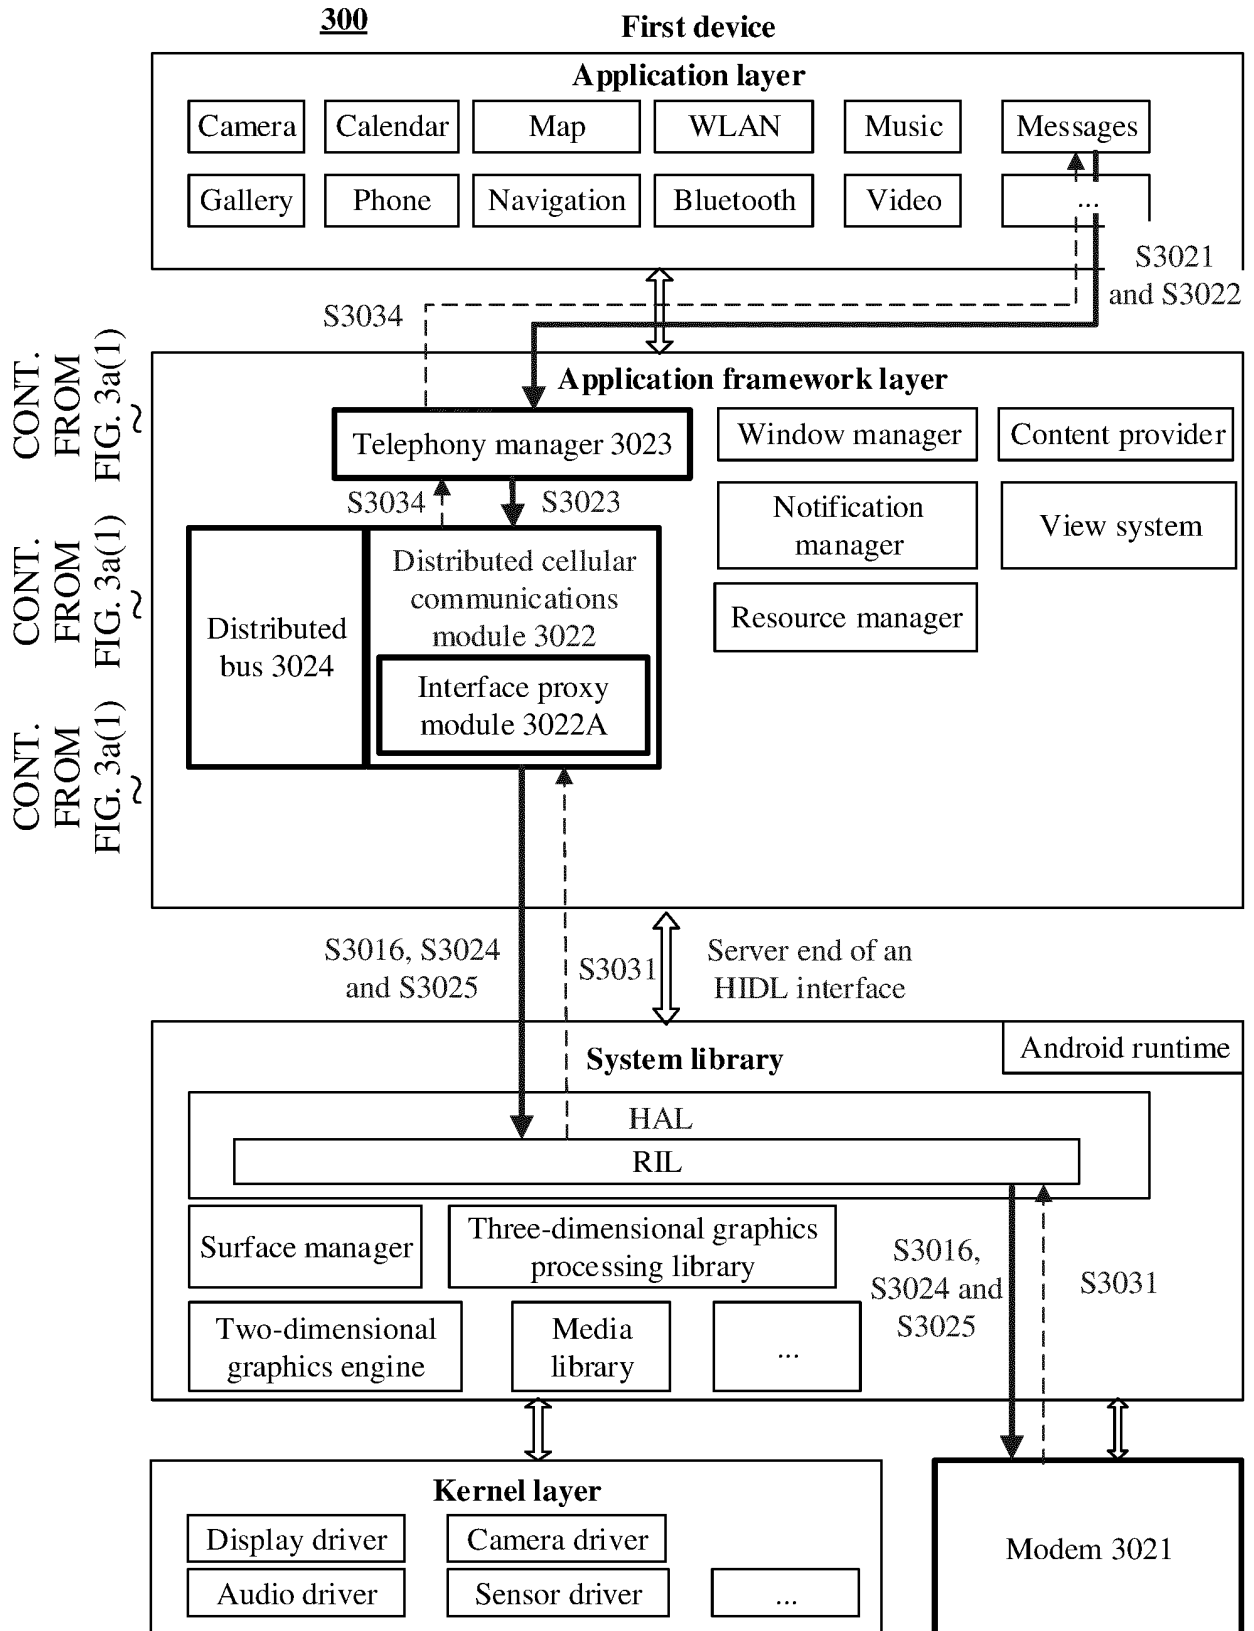 300
First device
Application layer
Camera
Calendar
Map
WLAN
Music
Messages
Gallery
Phone
Navigation
Bluetooth
Video
...
S3021
and S3022
S3034
CONT.
FROM
FIG. 3a(1)
~
Application framework layer
Telephony manager 3023
Window manager
Content provider
S3034
S3023
Notification
manager
View system
CONT.
FROM
FIG. 3a(1)
~
Distributed
bus 3024
Distributed cellular
communications
module 3022
Interface proxy
module 3022A
Resource manager
CONT.
FROM
FIG. 3a(1)
~
S3016, S3024
and S3025
S3031
Server end of an
HIDL interface
System library
Android runtime
HAL
RIL
Surface manager
Three-dimensional graphics
processing library
S3016,
S3024 and
S3025
S3031
Two-dimensional
graphics engine
Media
library
...
Kernel layer
Display driver
Camera driver
Audio driver
Sensor driver
...
Modem 3021